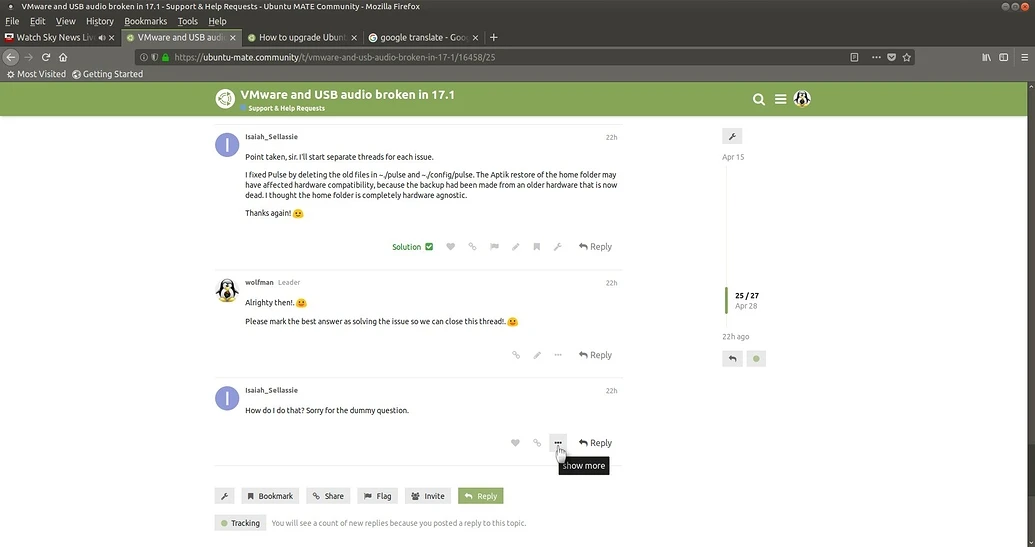 VMware and USB audio broken in 17.1 - Support & Help Requests - Ubuntu MATE Community - Mozilla Firefox
File Edit View History Bookmarks Tools Help
Watch Sky News Liv
VMware and USB audi
How to upgrade Ubun
google translate - Goo
https://ubuntu-mate.community/t/vmware-and-usb-audio-broken-in-17-1/16458/25
Most Visited Getting Started
VMware and USB audio broken in 17.1
Support & Help Requests
Isaiah_Sellassie 22h
Point taken, sir. I'll start separate threads for each issue.
I fixed Pulse by deleting the old files in ~./pulse and ~./config/pulse. The Aptik restore of the home folder may
have affected hardware compatibility, because the backup had been made from an older hardware that is now
dead. I thought the home folder is completely hardware agnostic.
Thanks again!
Solution Reply
wolfman Leader 22h
Alrighty then!.
Please mark the best answer as solving the issue so we can close this thread!.
Reply
Isaiah_Sellassie 22h
How do I do that? Sorry for the dummy question.
Reply
show more
Bookmark Share Flag Invite Reply
Tracking You will see a count of new replies because you posted a reply to this topic.
Apr 15
25 / 27
Apr 28
22h ago